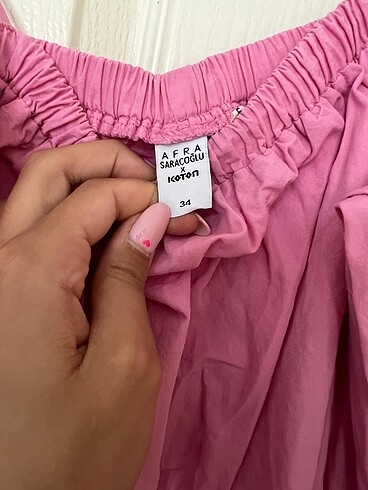 AFRA
SARAÇOĞLU
X
KOTON
34